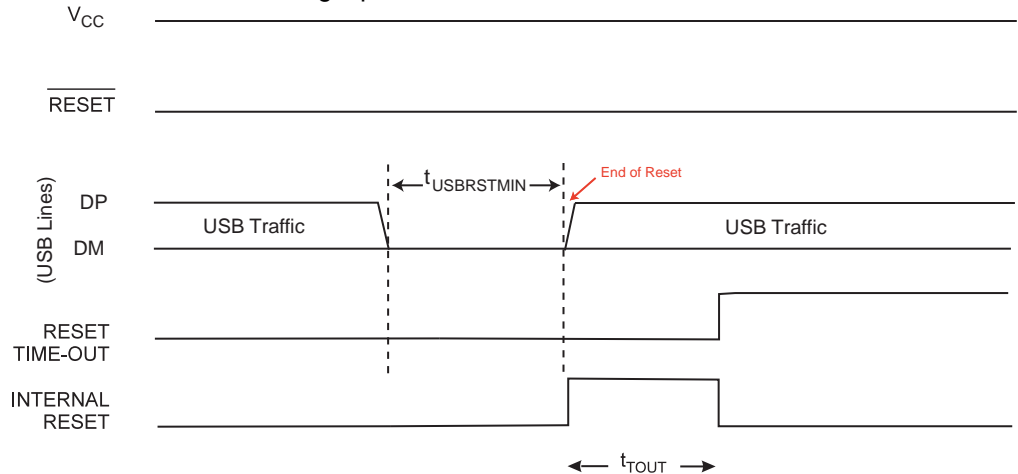 VCC
RESET
tUSBRSTMIN
End of Reset
(USB Lines)
DP
USB Traffic
USB Traffic
DM
RESET
TIME-OUT
INTERNAL
RESET
tTOUT